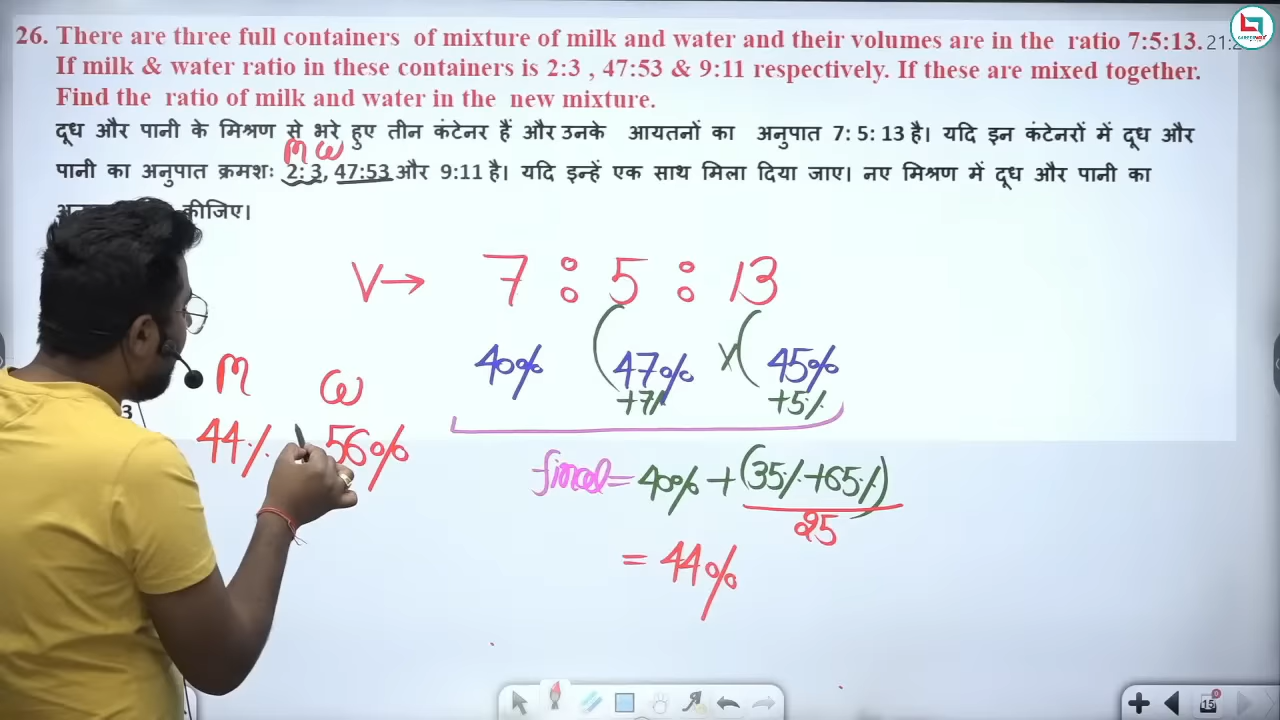 26. There are three full containers of mixture of milk and water and their volumes are in the ratio 7:5:13.
If milk & water ratio in these containers is 2:3 , 47:53 & 9:11 respectively. If these are mixed together.
Find the ratio of milk and water in the new mixture.
दूध और पानी के मिश्रण से भरे हुए तीन कंटेनर हैं और उनके आयतनों का अनुपात 7: 5: 13 है। यदि इन कंटेनरों में दूध और
M W
पानी का अनुपात क्रमशः 2: 3, 47:53 और 9:11 है। यदि इन्हें एक साथ मिला दिया जाए। नए मिश्रण में दूध और पानी का
कीजिए।
V→ 7 : 5 : 13
40% (47% x (45%
+7% +5%
M W
44% 56%
final = 40% + (35% + 65%)
25
= 44%
3
15